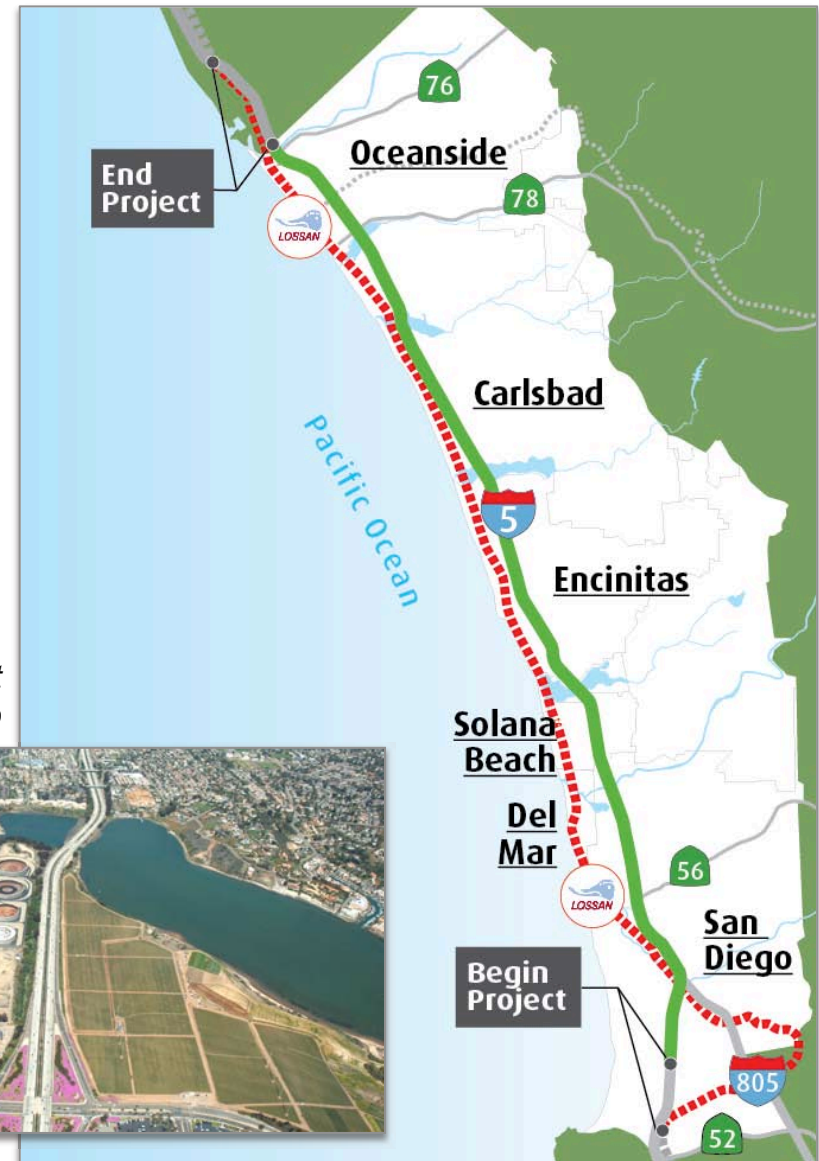 76
Oceanside
End
Project
78
LOSSAN
Carlsbad
Pacific Ocean
5
Encinitas
Solana
Beach
Del
Mar
56
LOSSAN
San
Diego
Begin
Project
805
52